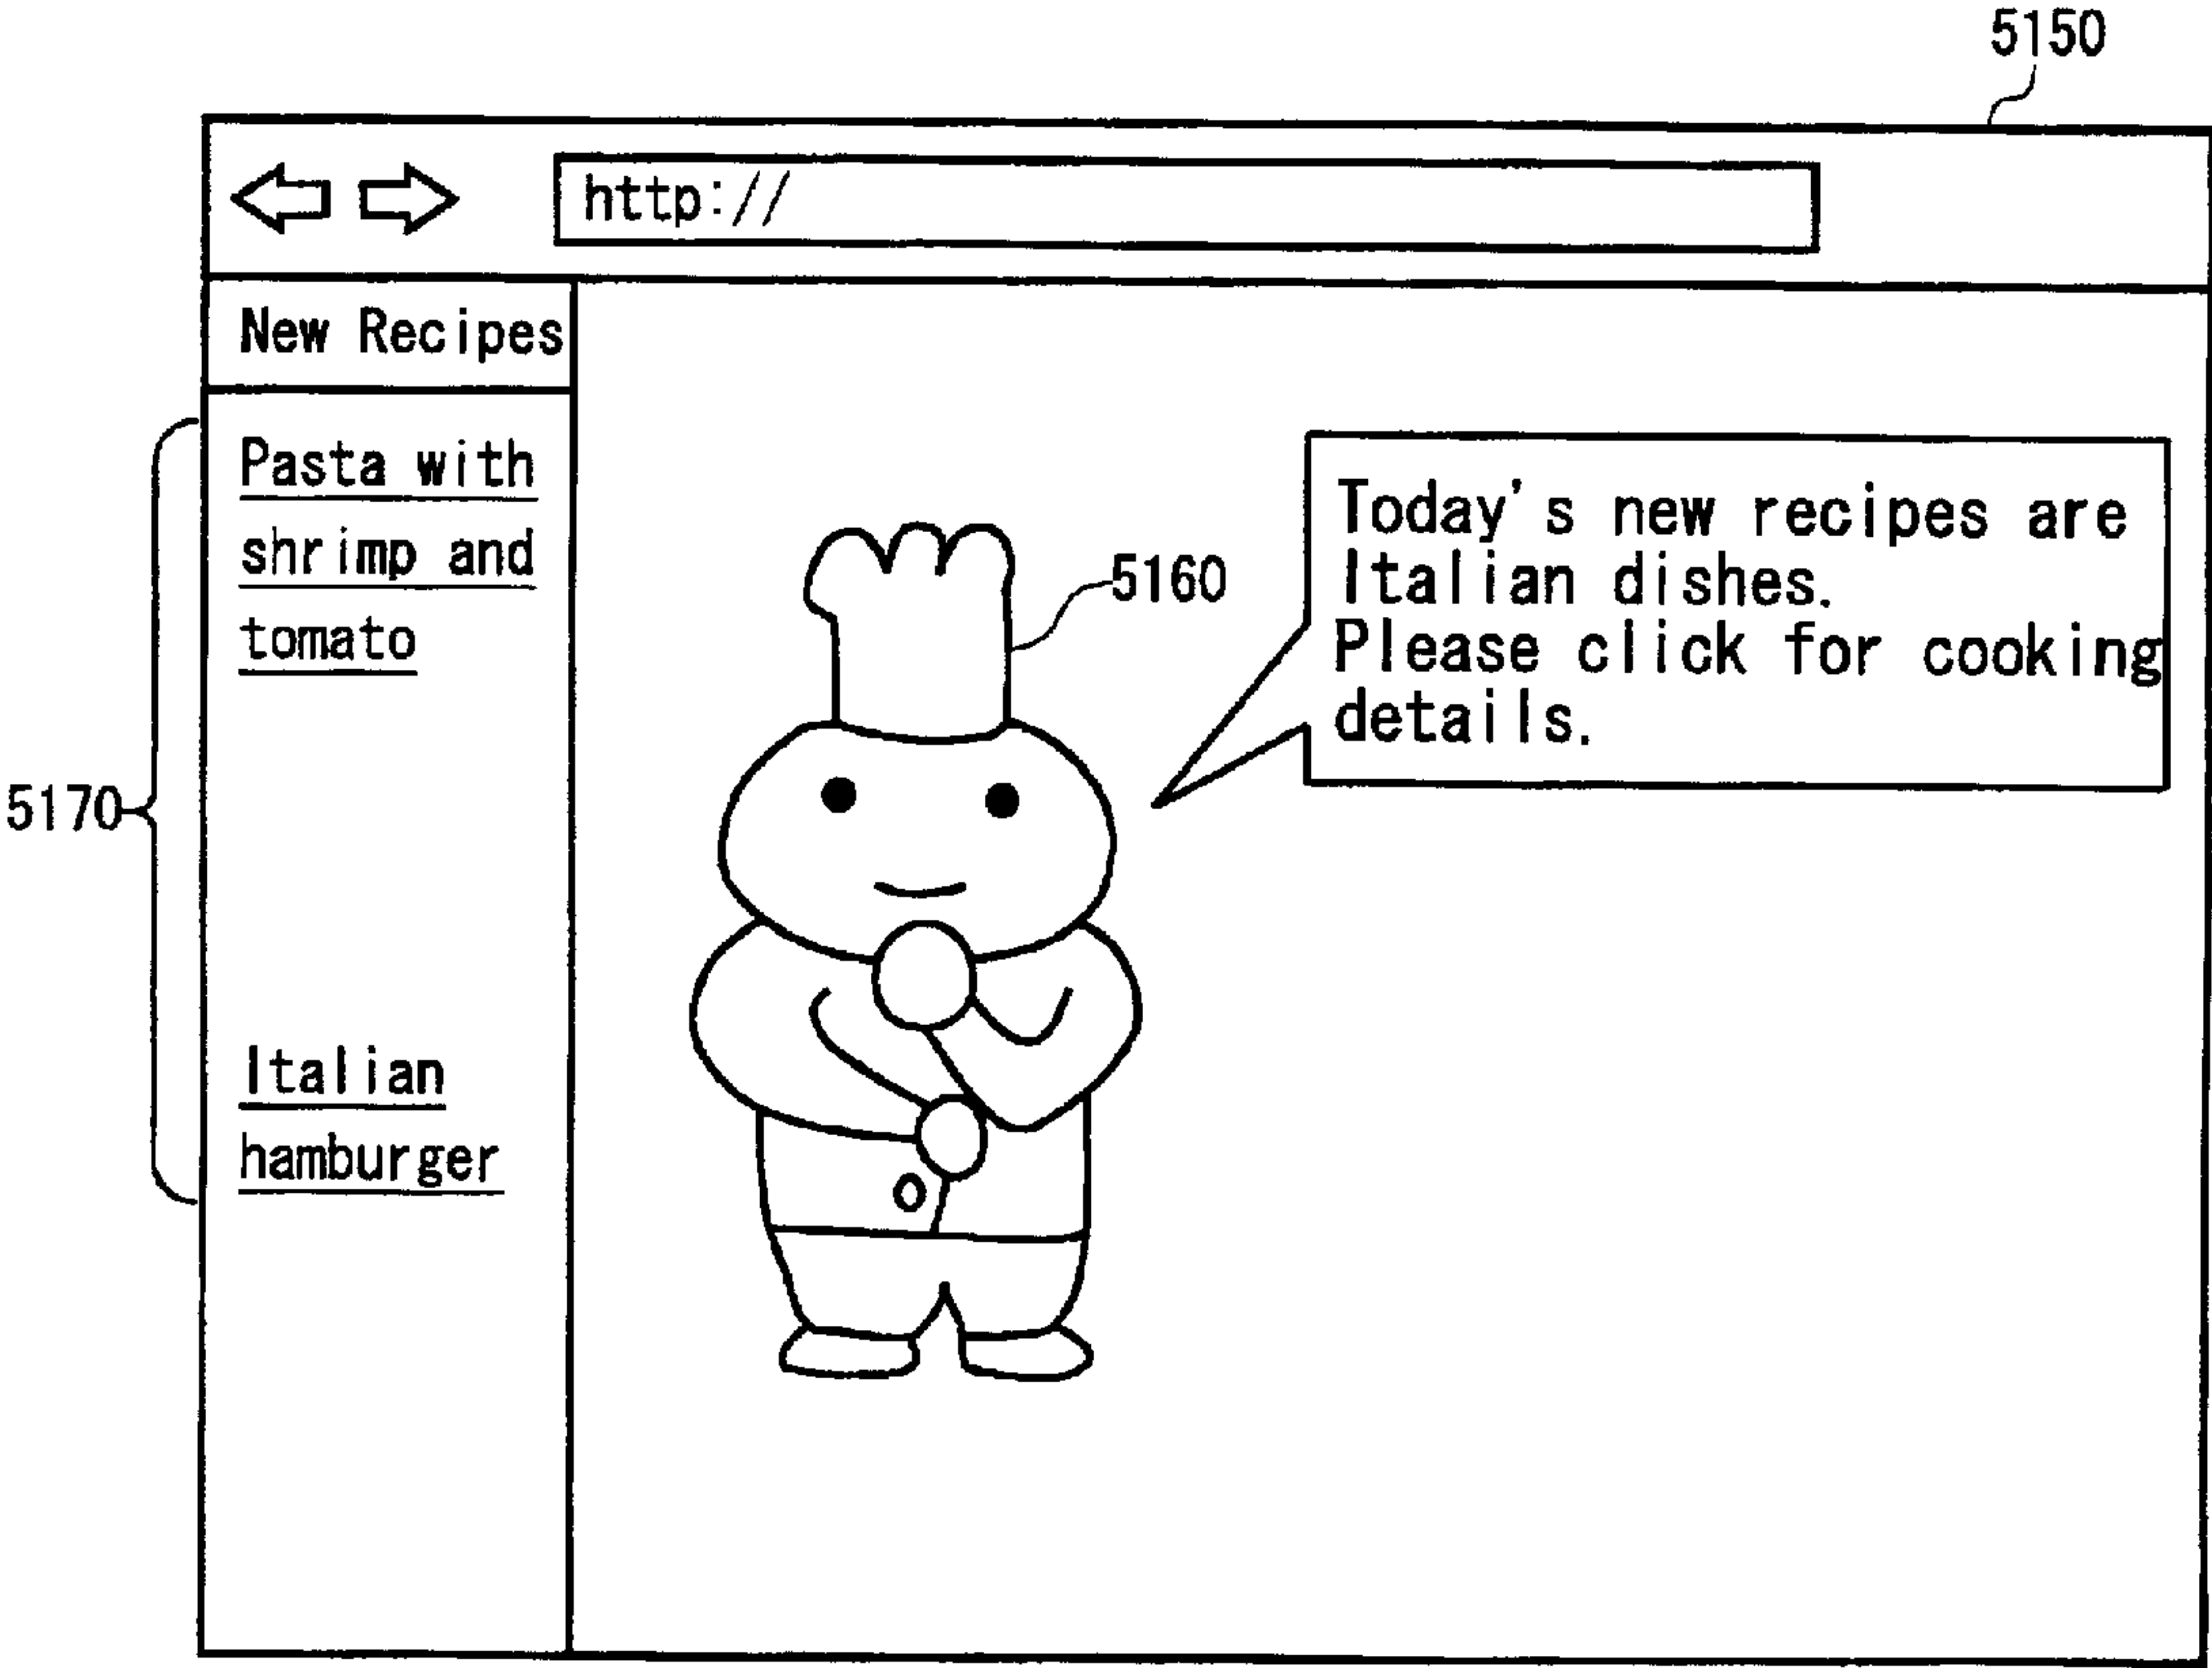 5150
http://
New Recipes
Pasta with
shrimp and
tomato
Italian
hamburger
5170
5160
Today's new recipes are
Italian dishes.
Please click for cooking
details.